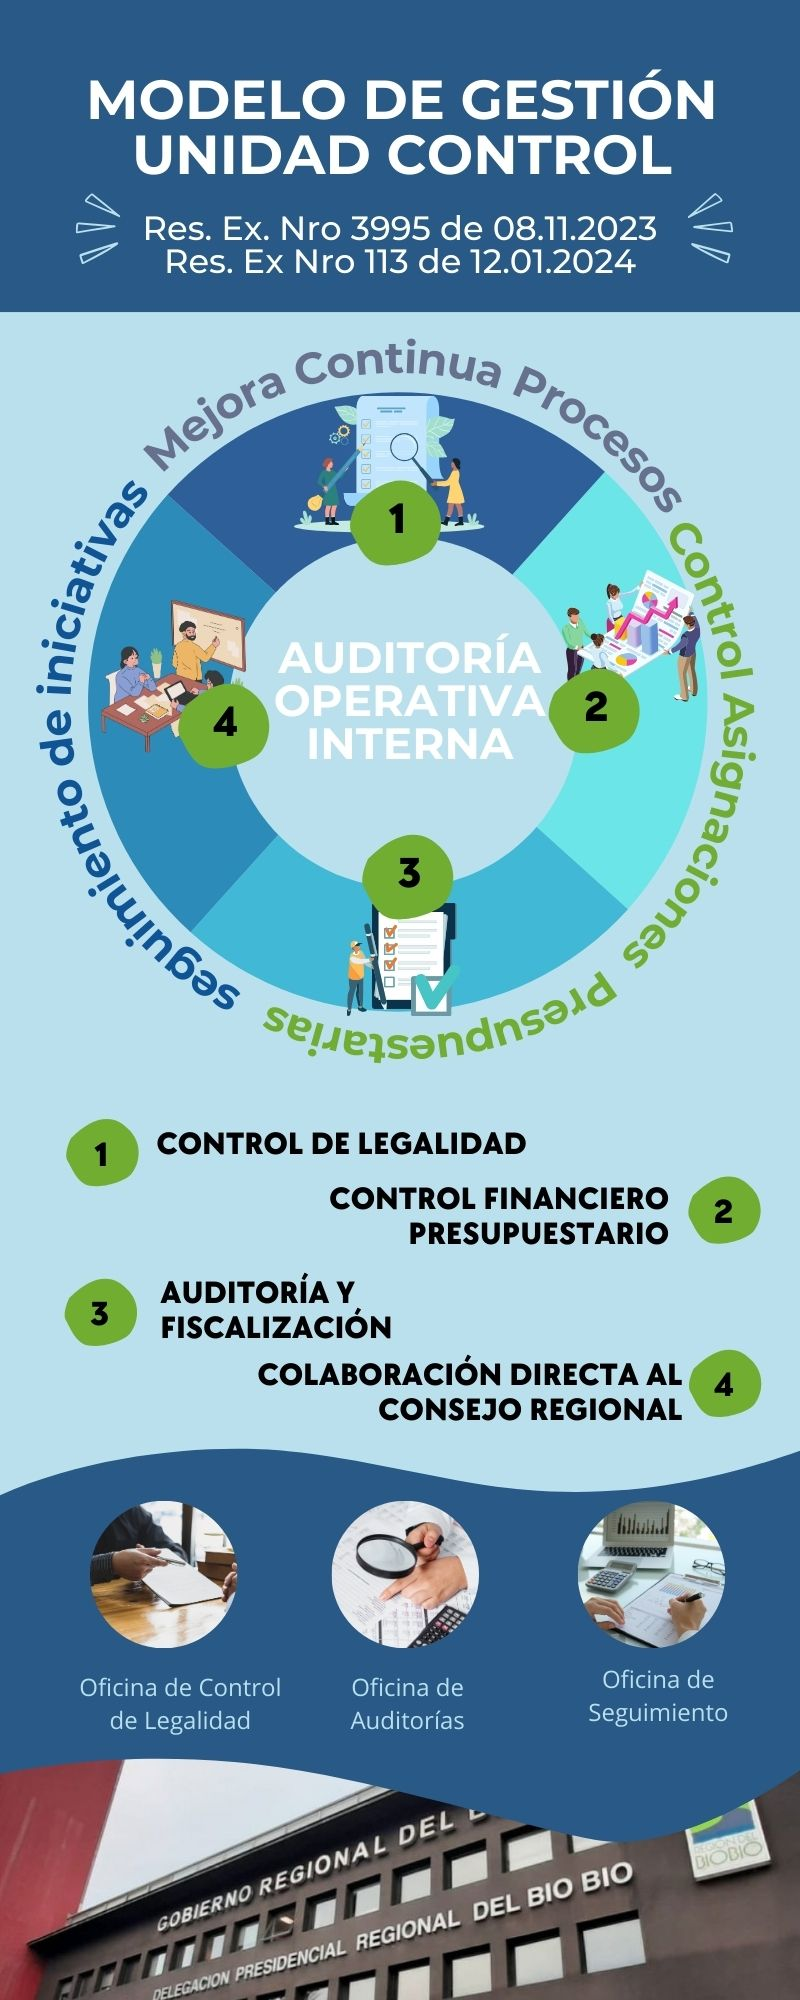 MODELO DE GESTIÓN
UNIDAD CONTROL
Res. Ex. Nro 3995 de 08.11.2023
Res. Ex Nro 113 de 12.01.2024
Mejora Continua Procesos
Control Asignaciones Presupuestarias
seguimiento de iniciativas
1
2
3
4
AUDITORÍA
OPERATIVA
INTERNA
1 CONTROL DE LEGALIDAD
CONTROL FINANCIERO
PRESUPUESTARIO 2
3 AUDITORÍA Y
FISCALIZACIÓN
COLABORACIÓN DIRECTA AL
CONSEJO REGIONAL 4
Oficina de Control
de Legalidad
Oficina de
Auditorías
Oficina de
Seguimiento
GOBIERNO REGIONAL DEL
DELEGACION PRESIDENCIAL REGIONAL DEL BIO BIO
REGION DEL
BIOBIO